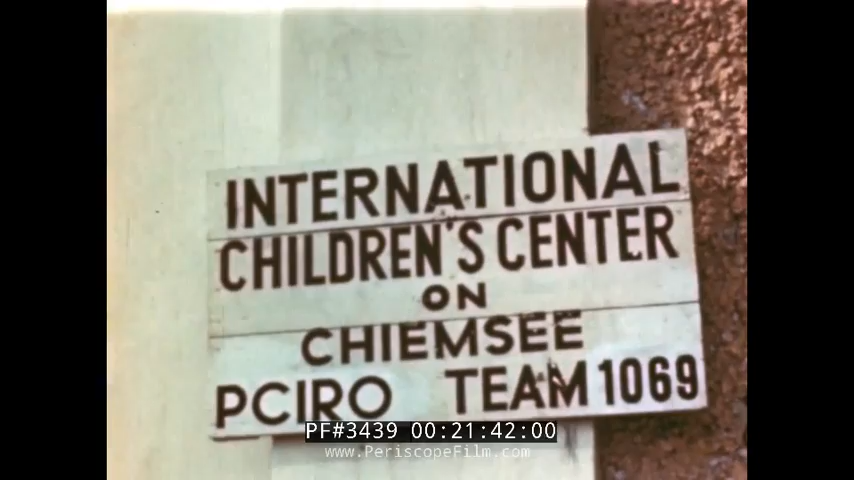 INTERNATIONAL
CHILDREN'S CENTER
ON
CHIEMSEE
PCIRO TEAM 1069
PF#3439 00:21:42:00
www.PeriscopeFilm.com